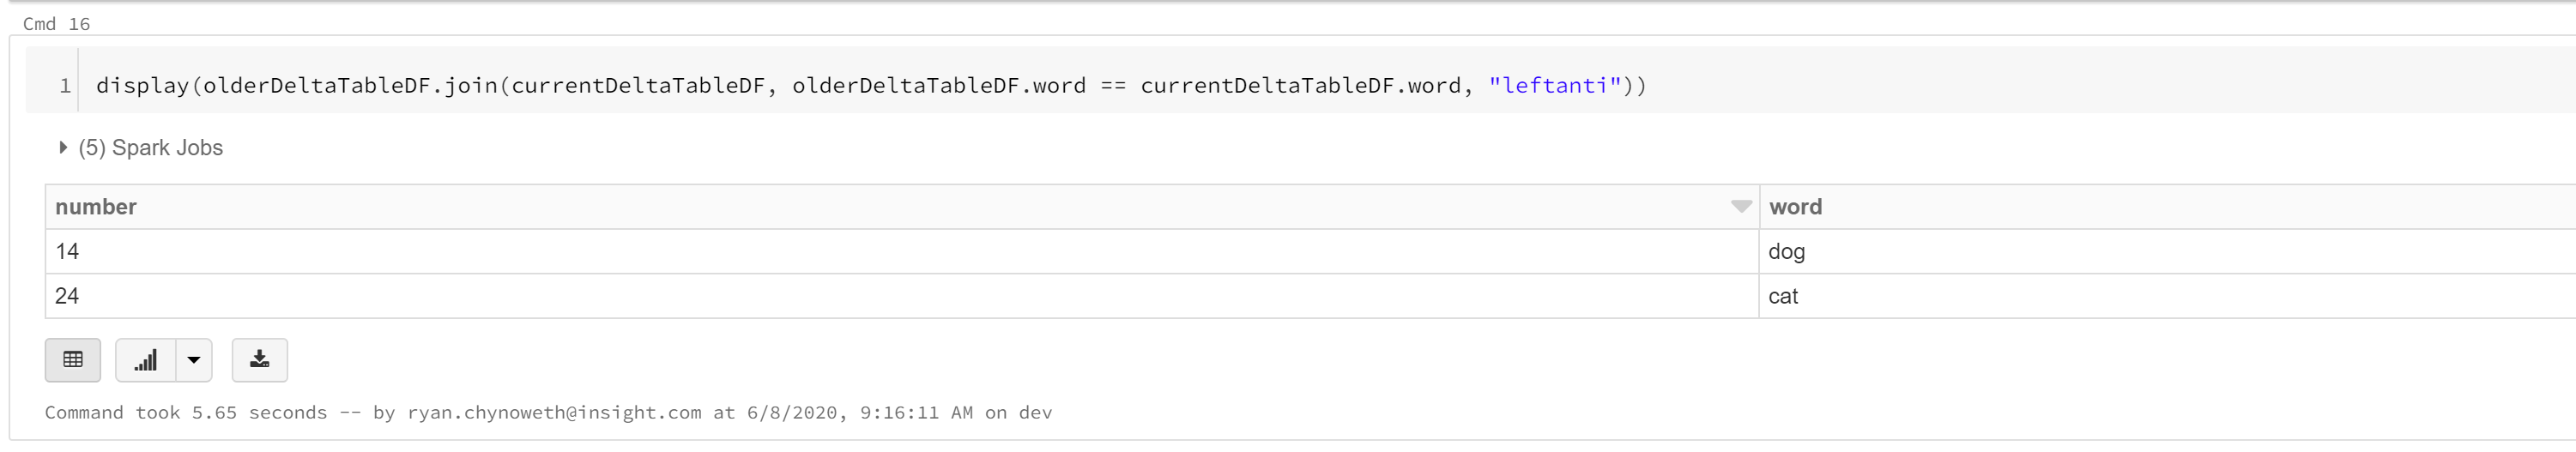 Cmd 16
1 display(olderDeltaTableDF.join(currentDeltaTableDF, olderDeltaTableDF.word == currentDeltaTableDF.word, "leftanti"))
(5) Spark Jobs
number word
14 dog
24 cat
Command took 5.65 seconds -- by ryan.chynoweth@insight.com at 6/8/2020, 9:16:11 AM on dev